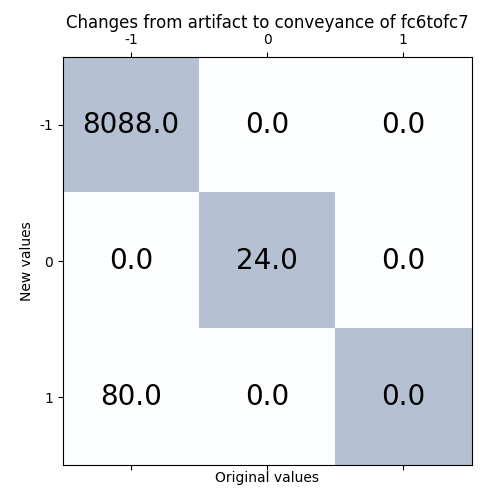 Changes from artifact to conveyance of fc6tofc7
-1 0 1
-1 8088.0 0.0 0.0
0 0.0 24.0 0.0
1 80.0 0.0 0.0
New values
Original values